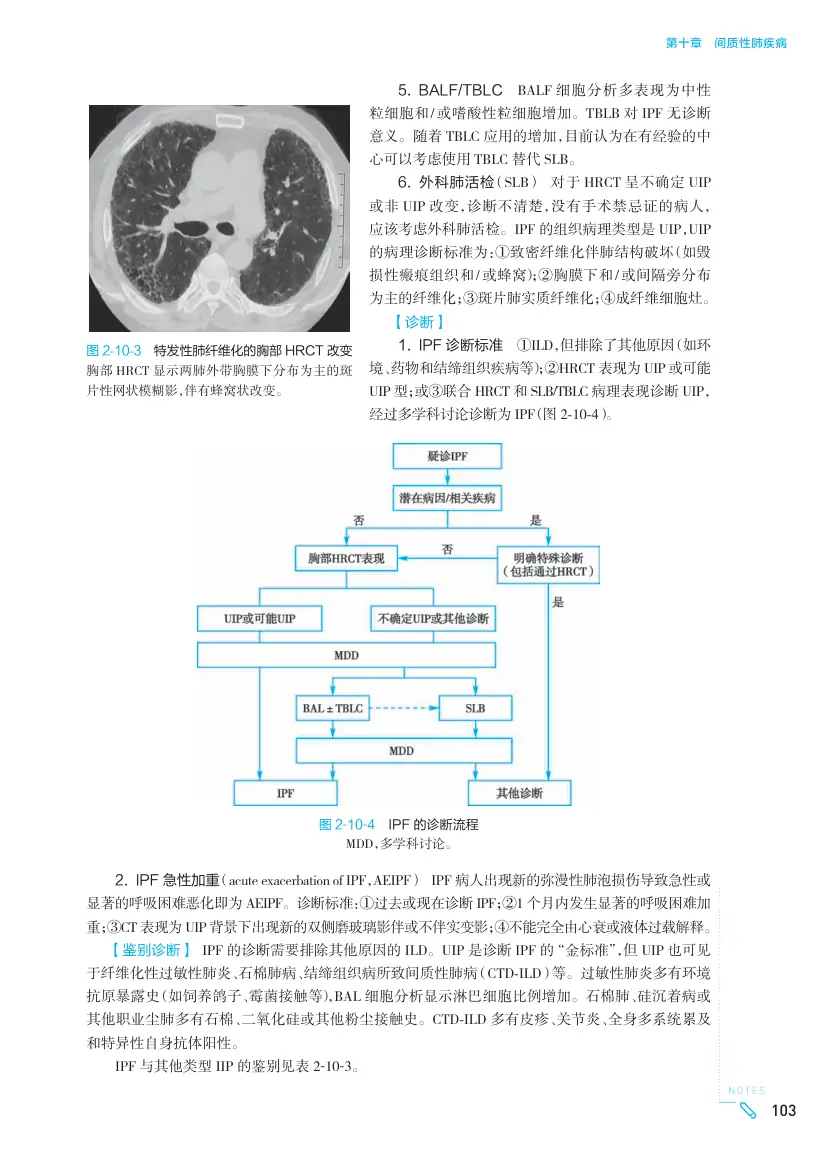 第十章 间质性肺疾病
5. BALF/TBLC BALF 细胞分析多表现为中性
粒细胞和/或嗜酸性粒细胞增加。TBLB 对 IPF 无诊断
意义。随着 TBLC 应用的增加,目前认为在有经验的中
心可以考虑使用 TBLC 替代 SLB。
6. 外科肺活检(SLB) 对于 HRCT 呈不确定 UIP
或非 UIP 改变,诊断不清楚,没有手术禁忌证的病人,
应该考虑外科肺活检。IPF 的组织病理类型是 UIP,UIP
的病理诊断标准为:①致密纤维化伴肺结构破坏(如毁
损性瘢痕组织和/或蜂窝);②胸膜下和/或间隔旁分布
为主的纤维化;③斑片肺实质纤维化;④成纤维细胞灶。
【诊断】
1. IPF 诊断标准 ①ILD,但排除了其他原因(如环
境、药物和结缔组织疾病等);②HRCT 表现为 UIP 或可能
UIP 型;或③联合 HRCT 和 SLB/TBLC 病理表现诊断 UIP,
经过多学科讨论诊断为 IPF(图 2-10-4)。
图 2-10-3 特发性肺纤维化的胸部 HRCT 改变
胸部 HRCT 显示两肺外带胸膜下分布为主的斑
片性网状模糊影,伴有蜂窝状改变。
疑诊IPF
潜在病因/相关疾病
否
是
胸部HRCT表现
否
明确特殊诊断
(包括通过HRCT)
是
UIP或可能UIP
不确定UIP或其他诊断
MDD
BAL ± TBLC
SLB
MDD
IPF
其他诊断
图 2-10-4 IPF 的诊断流程
MDD,多学科讨论。
2. IPF 急性加重(acute exacerbation of IPF,AEIPF) IPF 病人出现新的弥漫性肺泡损伤导致急性或
显著的呼吸困难恶化即为 AEIPF。诊断标准:①过去或现在诊断 IPF;②1 个月内发生显著的呼吸困难加
重;③CT 表现为 UIP 背景下出现新的双侧磨玻璃影伴或不伴实变影;④不能完全由心衰或液体过载解释。
【鉴别诊断】 IPF 的诊断需要排除其他原因的 ILD。UIP 是诊断 IPF 的“金标准”,但 UIP 也可见
于纤维化性过敏性肺炎、石棉肺病、结缔组织病所致间质性肺病(CTD-ILD)等。过敏性肺炎多有环境
抗原暴露史(如饲养鸽子、霉菌接触等),BAL 细胞分析显示淋巴细胞比例增加。石棉肺、硅沉着病或
其他职业尘肺多有石棉、二氧化硅或其他粉尘接触史。CTD-ILD 多有皮疹、关节炎、全身多系统累及
和特异性自身抗体阳性。
IPF 与其他类型 IIP 的鉴别见表 2-10-3。
NOTES
103